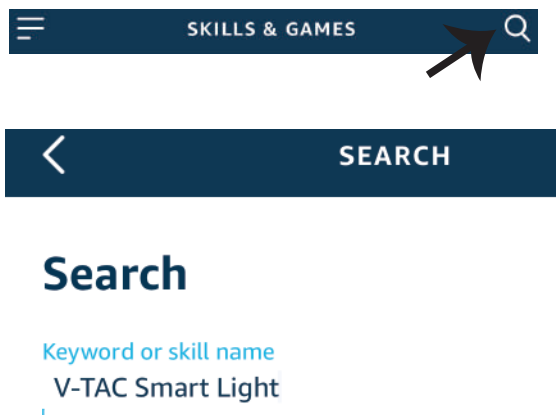 SKILLS & GAMES
SEARCH
Search
Keyword or skill name
V-TAC Smart Light